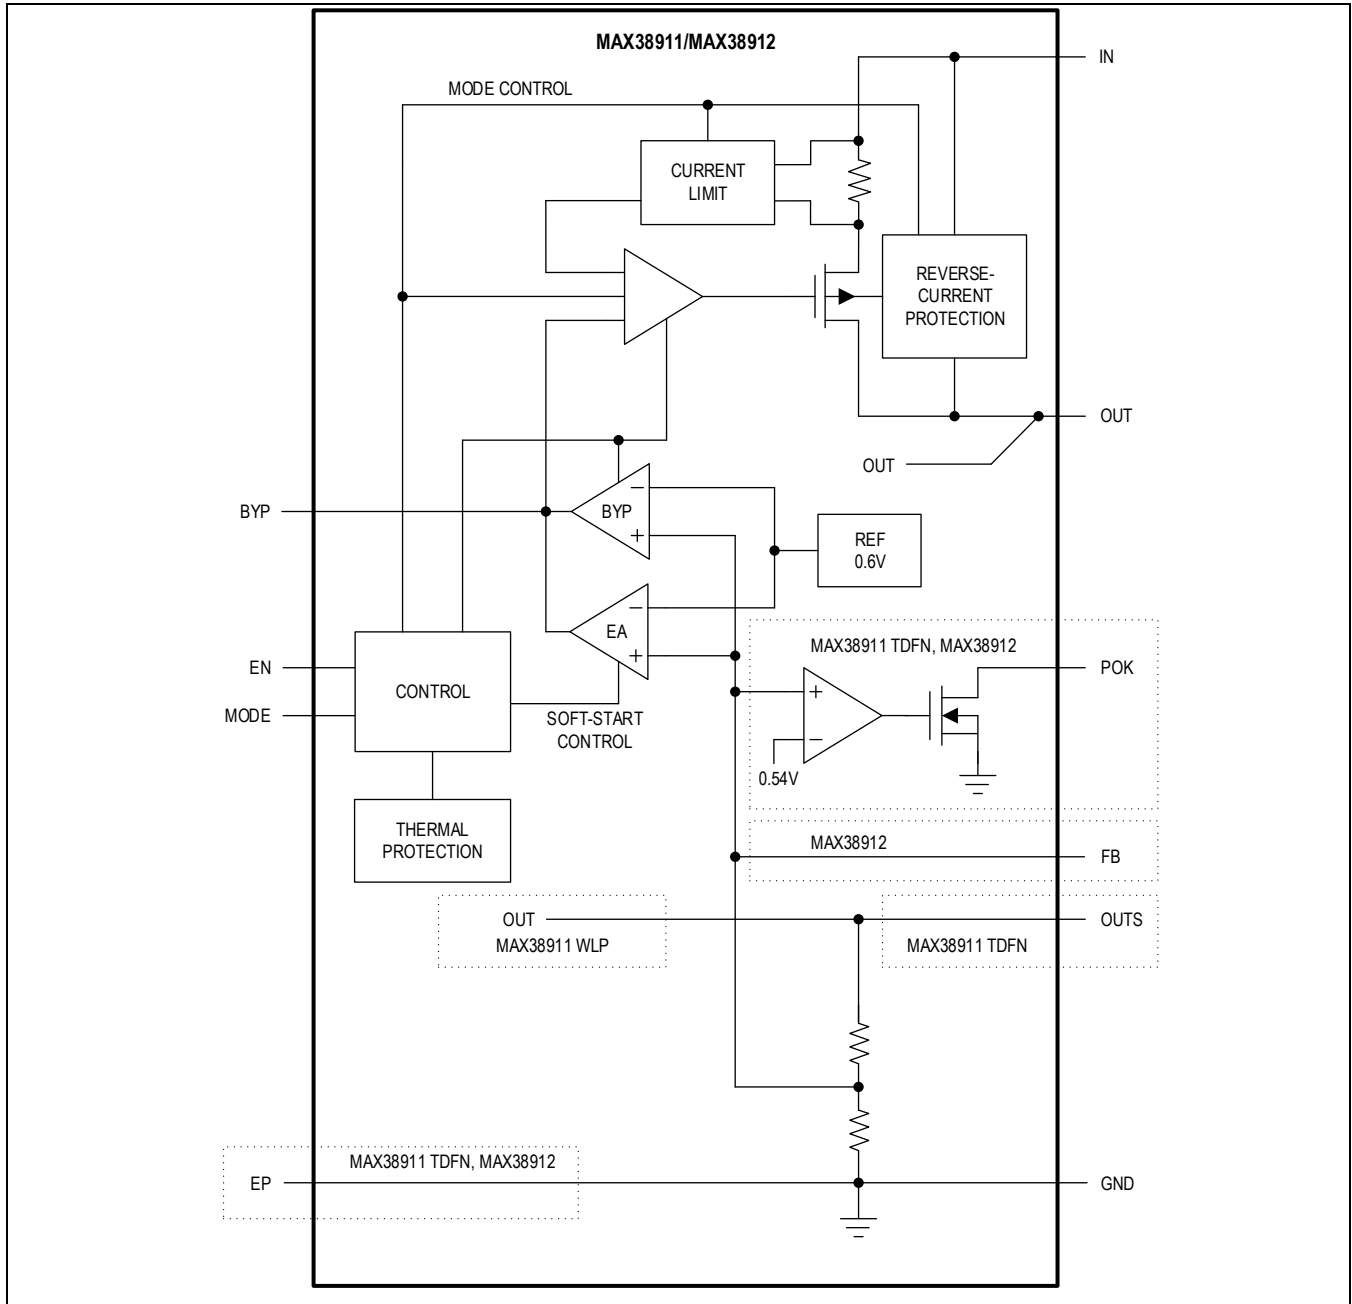 MAX38911/MAX38912
IN
MODE CONTROL
CURRENT
LIMIT
REVERSE-
CURRENT
PROTECTION
OUT
OUT
BYP
−
BYP
+
REF
0.6V
−
EA
+
EN
CONTROL
MODE
SOFT-START
CONTROL
MAX38911 TDFN, MAX38912
+
−
0.54V
POK
THERMAL
PROTECTION
MAX38912
FB
OUT
MAX38911 WLP
OUTS
MAX38911 TDFN
MAX38911 TDFN, MAX38912
EP
GND